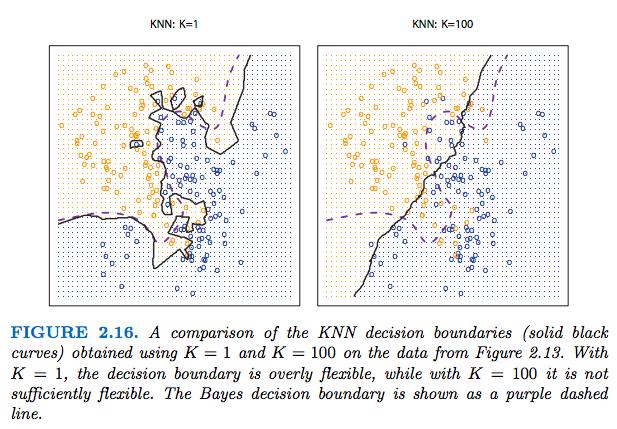 KNN: K=1
KNN: K=100
FIGURE 2.16. A comparison of the KNN decision boundaries (solid black
curves) obtained using K = 1 and K = 100 on the data from Figure 2.13. With
K = 1, the decision boundary is overly flexible, while with K = 100 it is not
sufficiently flexible. The Bayes decision boundary is shown as a purple dashed
line.